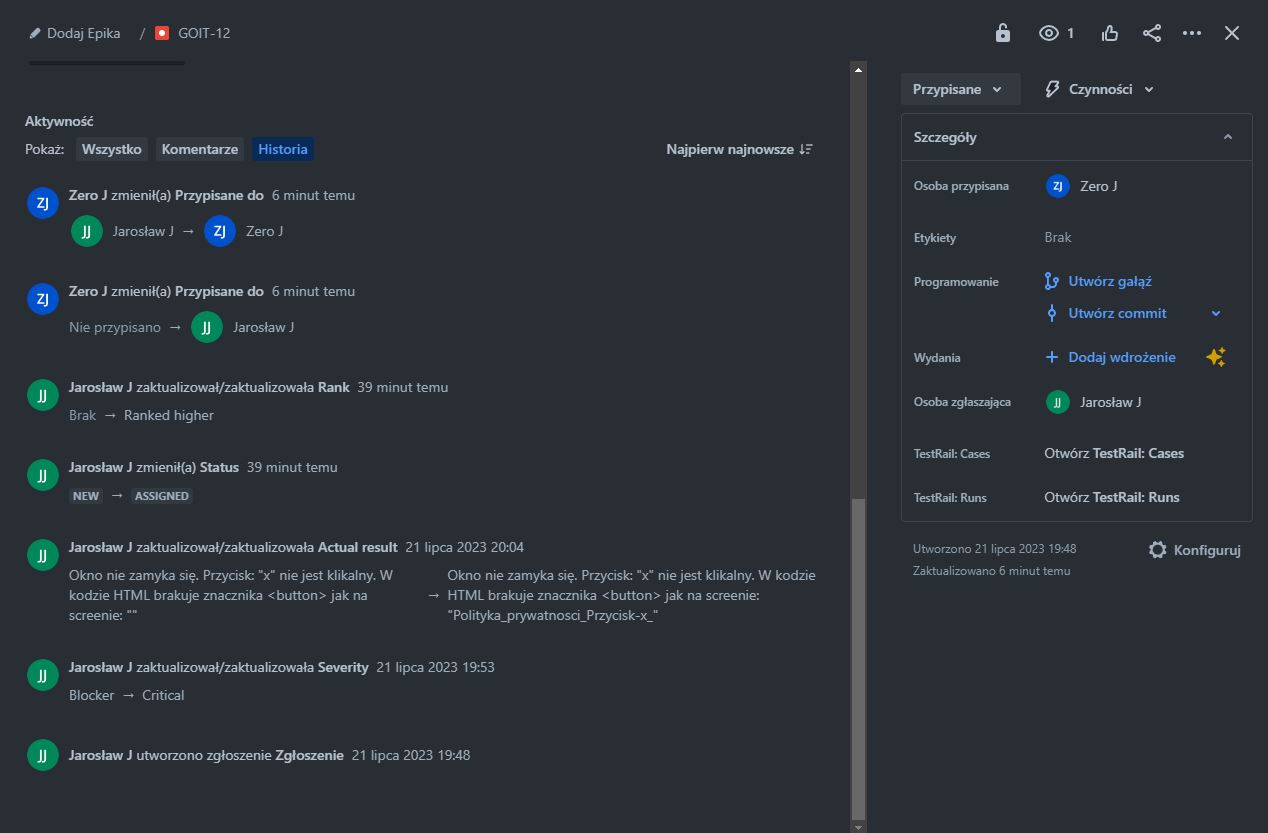 Dodaj Epika / GOIT-12
1
Aktywność
Pokaż: Wszystko Komentarze Historia
Najpierw najnowsze
ZJ Zero J zmienił(a) Przypisane do 6 minut temu
JJ Jarosław J → ZJ Zero J
ZJ Zero J zmienił(a) Przypisane do 6 minut temu
Nie przypisano → JJ Jarosław J
JJ Jarosław J zaktualizował/zaktualizowała Rank 39 minut temu
Brak → Ranked higher
JJ Jarosław J zmienił(a) Status 39 minut temu
NEW → ASSIGNED
JJ Jarosław J zaktualizował/zaktualizowała Actual result 21 lipca 2023 20:04
Okno nie zamyka się. Przycisk: "x" nie jest klikalny. W
kodzie HTML brakuje znacznika <button> jak na
screenie: ""
→
Okno nie zamyka się. Przycisk: "x" nie jest klikalny. W kodzie
HTML brakuje znacznika <button> jak na screenie:
"Polityka_prywatnosci_Przycisk-x_"
JJ Jarosław J zaktualizował/zaktualizowała Severity 21 lipca 2023 19:53
Blocker → Critical
JJ Jarosław J utworzono zgłoszenie Zgłoszenie 21 lipca 2023 19:48
Przypisane Czynności
Szczegóły
Osoba przypisana ZJ Zero J
Etykiety Brak
Programowanie Utwórz gałąź
Utwórz commit
Wydania + Dodaj wdrożenie
Osoba zgłaszająca JJ Jarosław J
TestRail: Cases Otwórz TestRail: Cases
TestRail: Runs Otwórz TestRail: Runs
Utworzono 21 lipca 2023 19:48
Zaktualizowano 6 minut temu
Konfiguruj